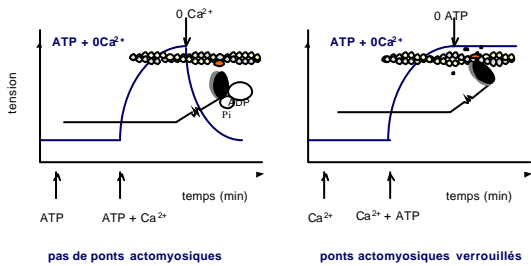 0 Ca²⁺
ATP + 0Ca²⁺
tension
ADP
Pi
temps (min)
ATP
ATP + Ca²⁺
pas de ponts actomyosiques
0 ATP
ATP + 0Ca²⁺
temps (min)
Ca²⁺
Ca²⁺ + ATP
ponts actomyosiques verrouillés